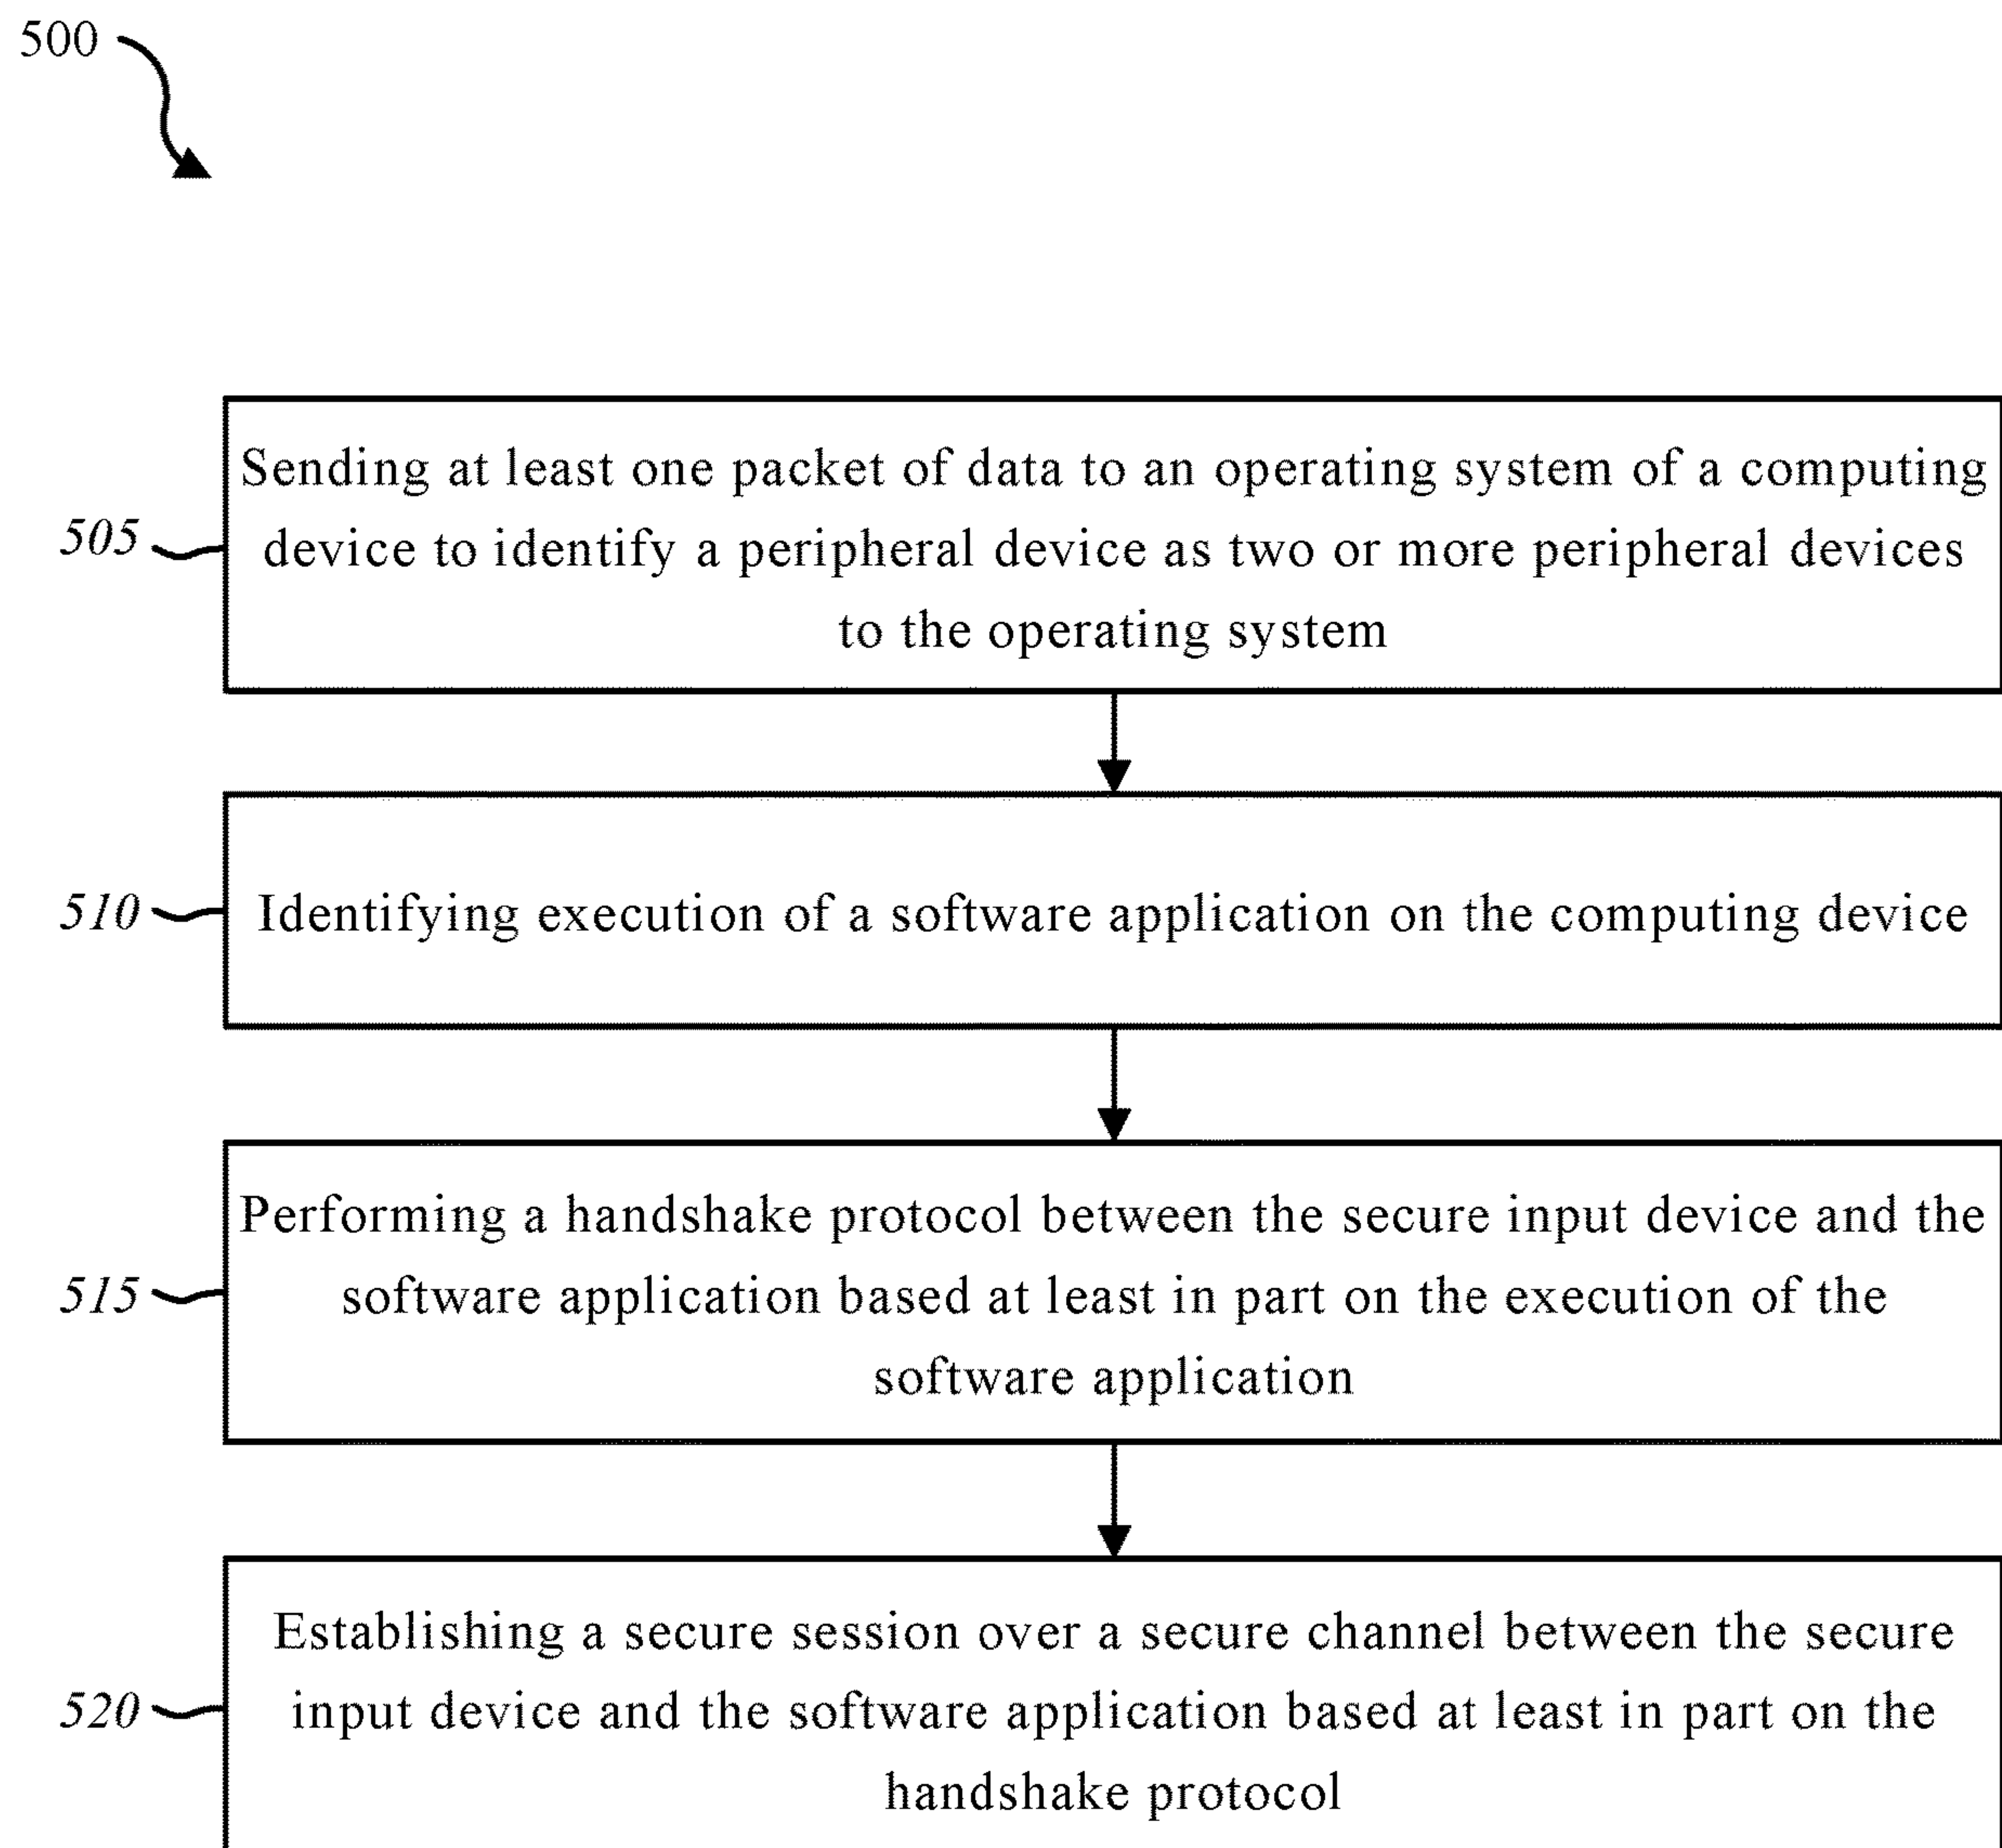 500
Sending at least one packet of data to an operating system of a computing
505
device to identify a peripheral device as two or more peripheral devices
to the operating system
510
Identifying execution of a software application on the computing device
Performing a handshake protocol between the secure input device and the
515
software application based at least in part on the execution of the
software application
Establishing a secure session over a secure channel between the secure
520
input device and the software application based at least in part on the
handshake protocol